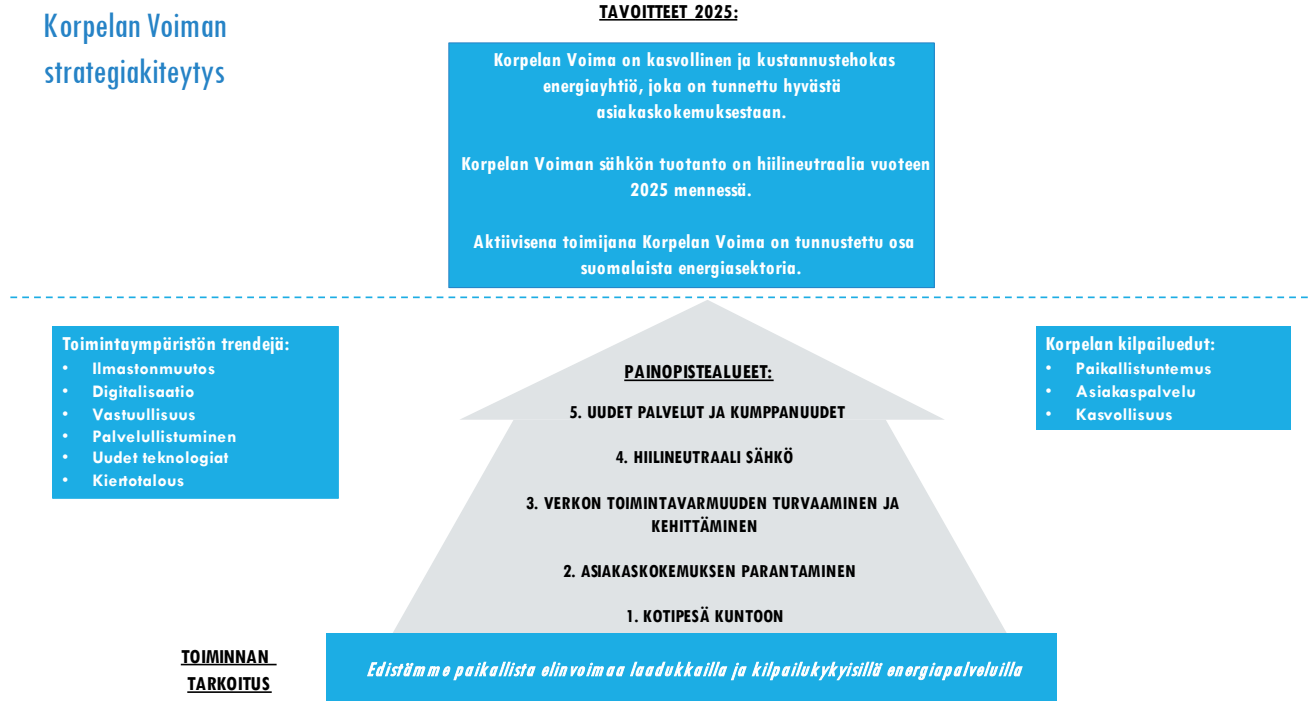 Korpelan Voiman
strategiakiteytys
TAVOITTEET 2025:
Korpelan Voima on kasvollinen ja kustannustehokas
energiayhtiö, joka on tunnettu hyvästä
asiakaskokemuksestaan.
Korpelan Voiman sähkön tuotanto on hiilineutraalia vuoteen
2025 mennessä.
Aktiivisena toimijana Korpelan Voima on tunnustettu osa
suomalaista energiasektoria.
Toimintaympäristön trendejä:
• Ilmastonmuutos
• Digitalisaatio
• Vastuullisuus
• Palvelullistuminen
• Uudet teknologiat
• Kiertotalous
Korpelan kilpailuedut:
• Paikallistuntemus
• Asiakaspalvelu
• Kasvollisuus
PAINOPISTEALUEET:
5. UUDET PALVELUT JA KUMPPANUUDET
4. HIILINEUTRAALI SÄHKÖ
3. VERKON TOIMINTAVARMUUDEN TURVAAMINEN JA
KEHITTÄMINEN
2. ASIAKASKOKEMUKSEN PARANTAMINEN
1. KOTIPESÄ KUNTOON
TOIMINNAN
TARKOITUS
Edistämme paikallista elinvoimaa laadukkailla ja kilpailukykyisillä energiapalveluilla